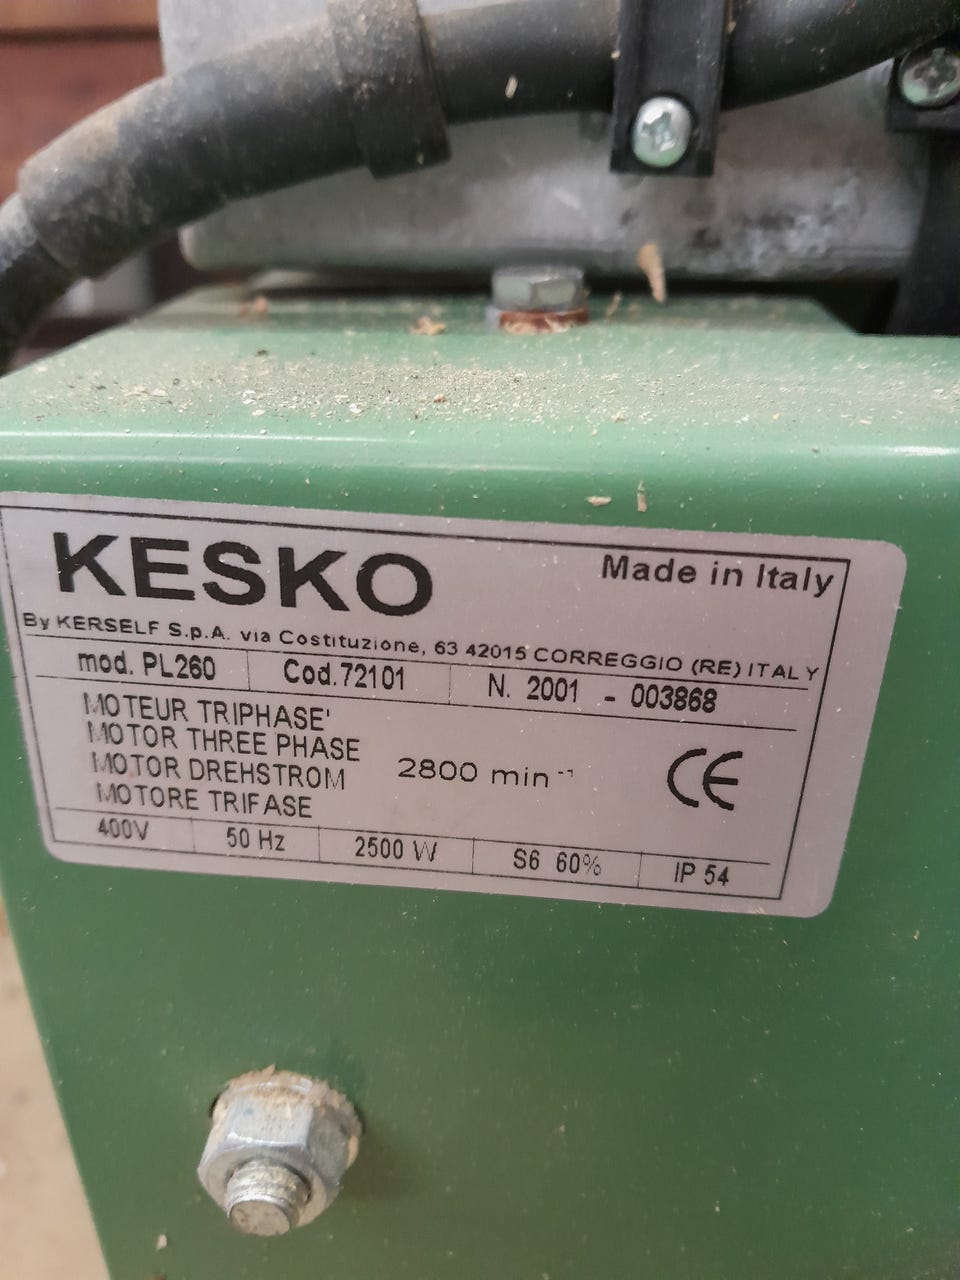 KESKO
Made in Italy
By KERSELF S.p.A. via Costituzione, 63 42015 CORREGGIO (RE) ITALY
mod. PL260 Cod.72101 N. 2001 - 003868
MOTEUR TRIPHASE'
MOTOR THREE PHASE
MOTOR DREHSTROM
MOTORE TRIFASE
2800 min⁻¹
CE
400V 50 Hz 2500 W S6 60% IP 54